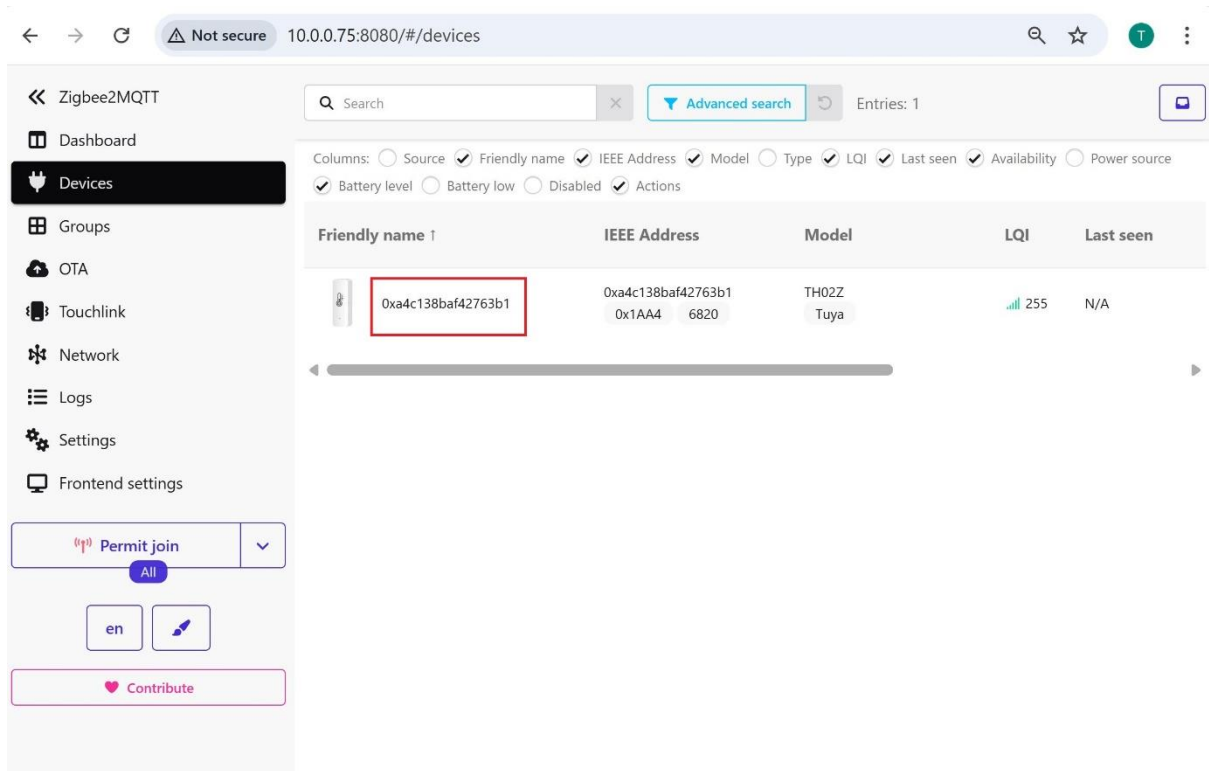 Not secure 10.0.0.75:8080/#/devices T
Zigbee2MQTT
Dashboard
Devices
Groups
OTA
Touchlink
Network
Logs
Settings
Frontend settings
Permit join
All
en
Contribute
Search Advanced search Entries: 1
Columns: Source Friendly name IEEE Address Model Type LQI Last seen Availability Power source
Battery level Battery low Disabled Actions
Friendly name ↑ IEEE Address Model LQI Last seen
0xa4c138baf42763b1 0xa4c138baf42763b1 TH02Z 255 N/A
0x1AA4 6820 Tuya